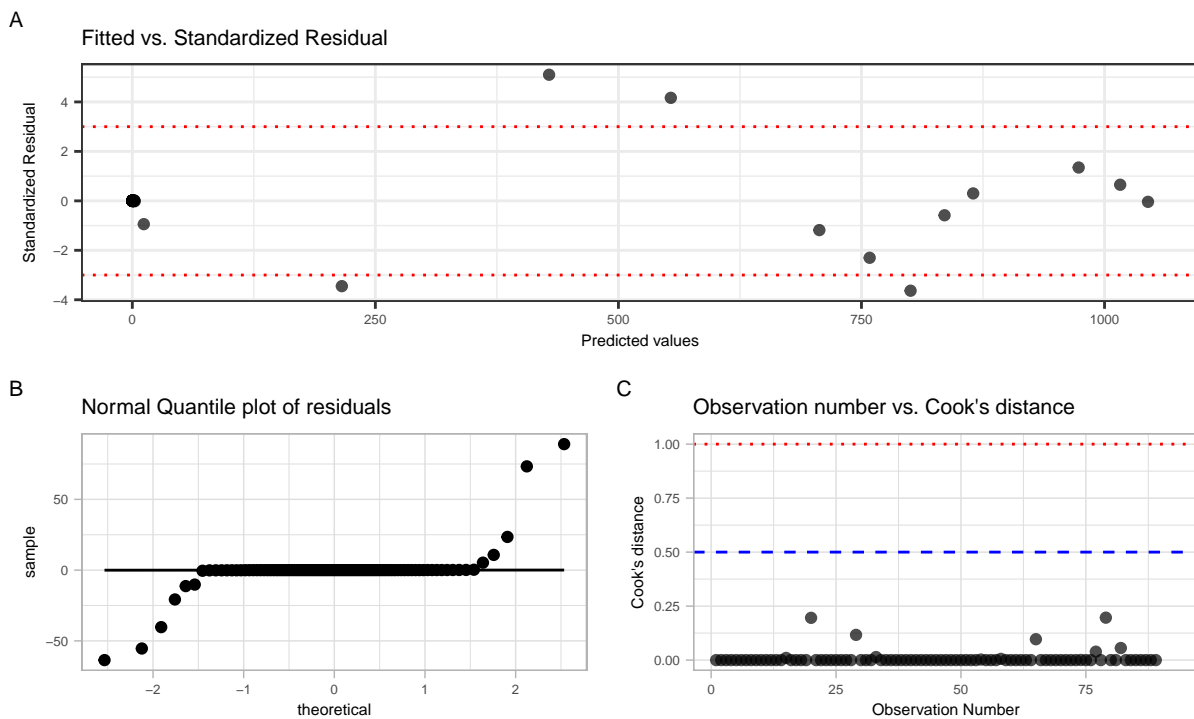 A
Fitted vs. Standardized Residual
Standardized Residual
4
2
0
−2
−4
0 250 500 750 1000
Predicted values
B
Normal Quantile plot of residuals
sample
50
0
−50
−2 −1 0 1 2
theoretical
C
Observation number vs. Cook's distance
Cook's distance
1.00
0.75
0.50
0.25
0.00
0 25 50 75
Observation Number